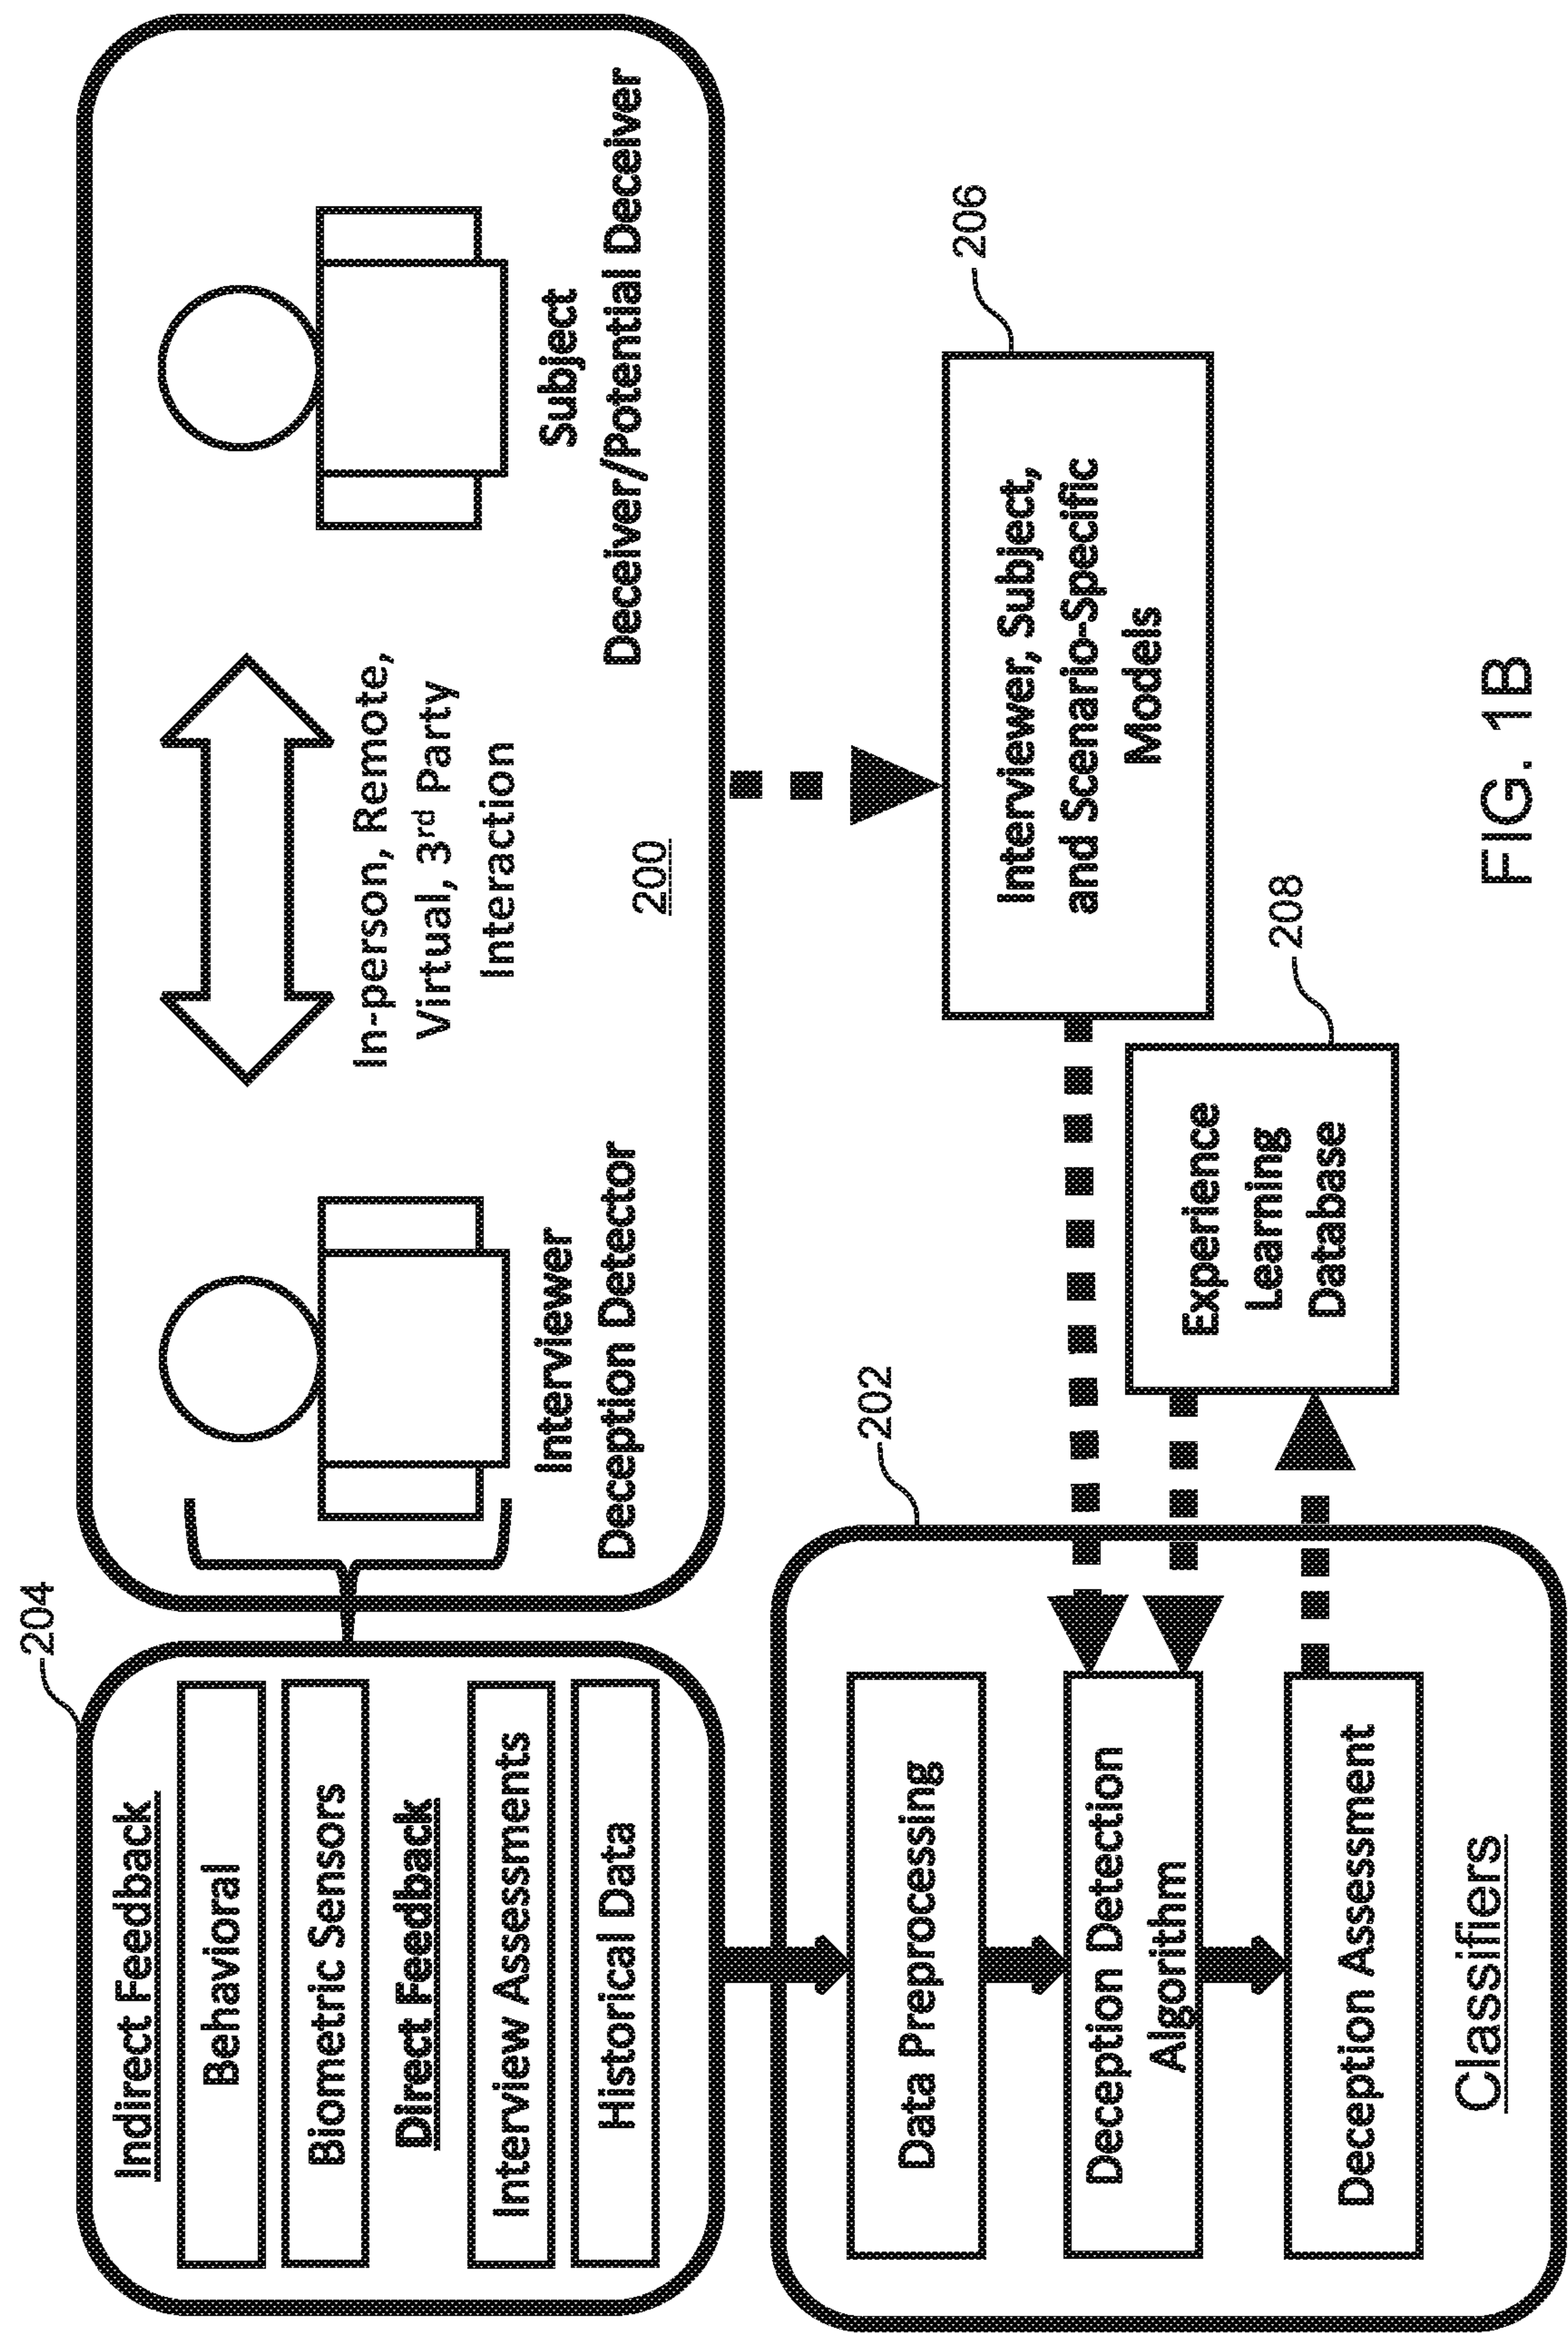 204
Indirect Feedback
Behavioral
Biometric Sensors
Direct Feedback
Interview Assessments
Historical Data
Interviewer
Deception Detector
In-person, Remote,
Virtual, 3rd Party
Interaction
200
Subject
Deceiver/Potential Deceiver
202
Data Preprocessing
Deception Detection
Algorithm
Deception Assessment
Classifiers
206
Interviewer, Subject,
and Scenario-Specific
Models
208
Experience
Learning
Database
FIG. 1B